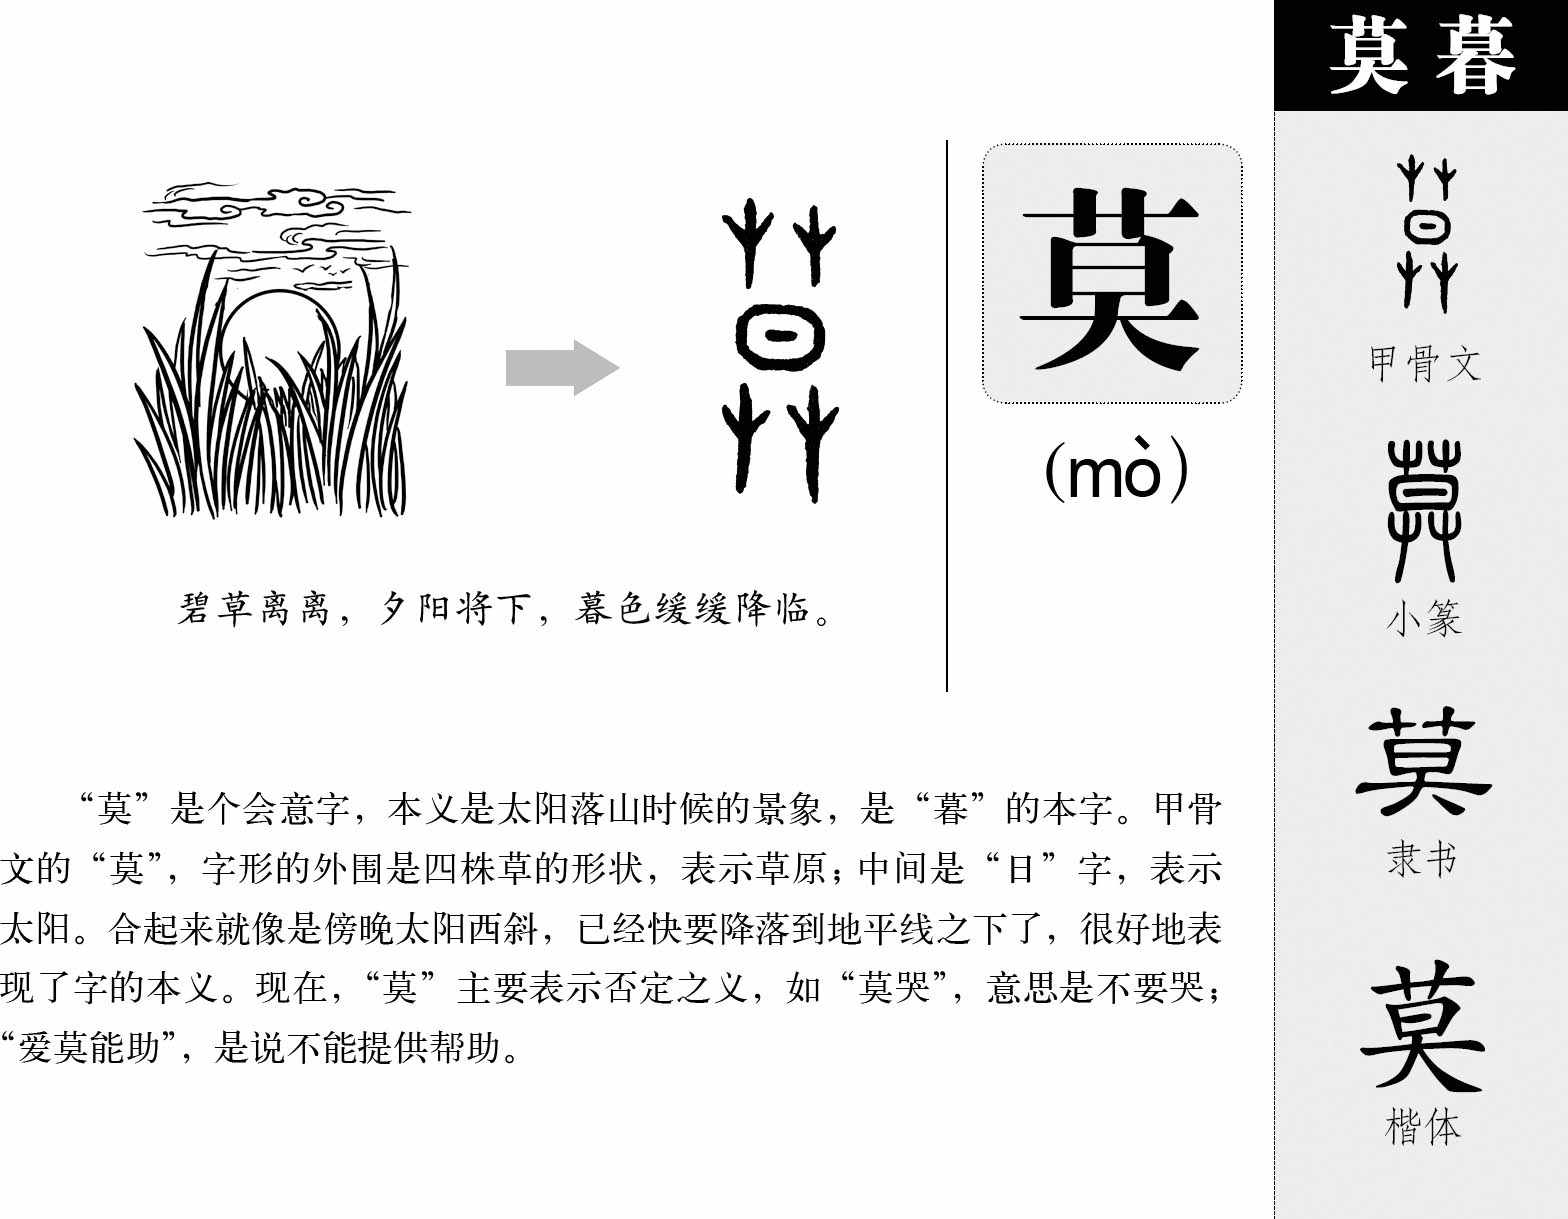 莫 暮
莫
(mò)
碧草离离，夕阳将下，暮色缓缓降临。
“莫”是个会意字，本义是太阳落山时候的景象，是“暮”的本字。甲骨
文的“莫”，字形的外围是四株草的形状，表示草原；中间是“日”字，表示
太阳。合起来就像是傍晚太阳西斜，已经快要降落到地平线之下了，很好地表
现了字的本义。现在，“莫”主要表示否定之义，如“莫哭”，意思是不要哭；
“爱莫能助”，是说不能提供帮助。
甲骨文
莫
小篆
莫
隶书
莫
楷体